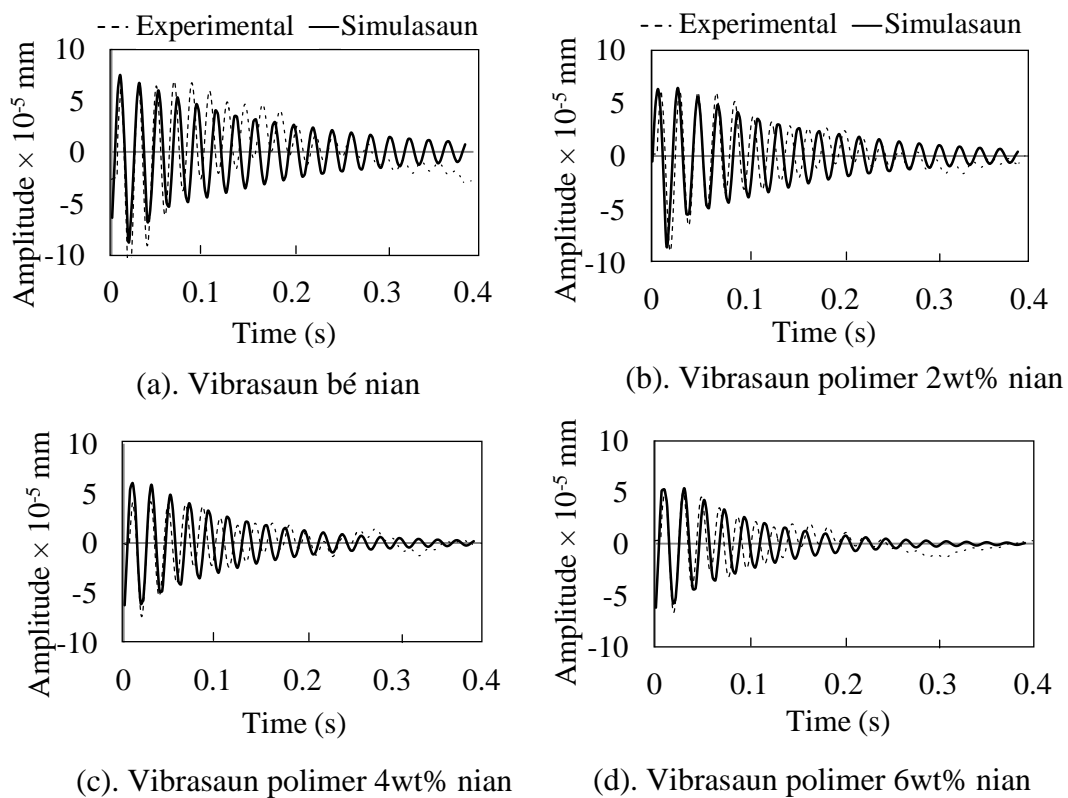 --- Experimental — Simulasaun
10
5
0
-5
-10
Amplitude × 10⁻⁵ mm
0 0.1 0.2 0.3 0.4
Time (s)
(a). Vibrasaun bé nian
--- Experimental — Simulasaun
10
5
0
-5
-10
Amplitude × 10⁻⁵ mm
0 0.1 0.2 0.3 0.4
Time (s)
(b). Vibrasaun polimer 2wt% nian
10
5
0
-5
-10
Amplitude × 10⁻⁵ mm
0 0.1 0.2 0.3 0.4
Time (s)
(c). Vibrasaun polimer 4wt% nian
10
5
0
-5
-10
Amplitude × 10⁻⁵ mm
0 0.1 0.2 0.3 0.4
Time (s)
(d). Vibrasaun polimer 6wt% nian